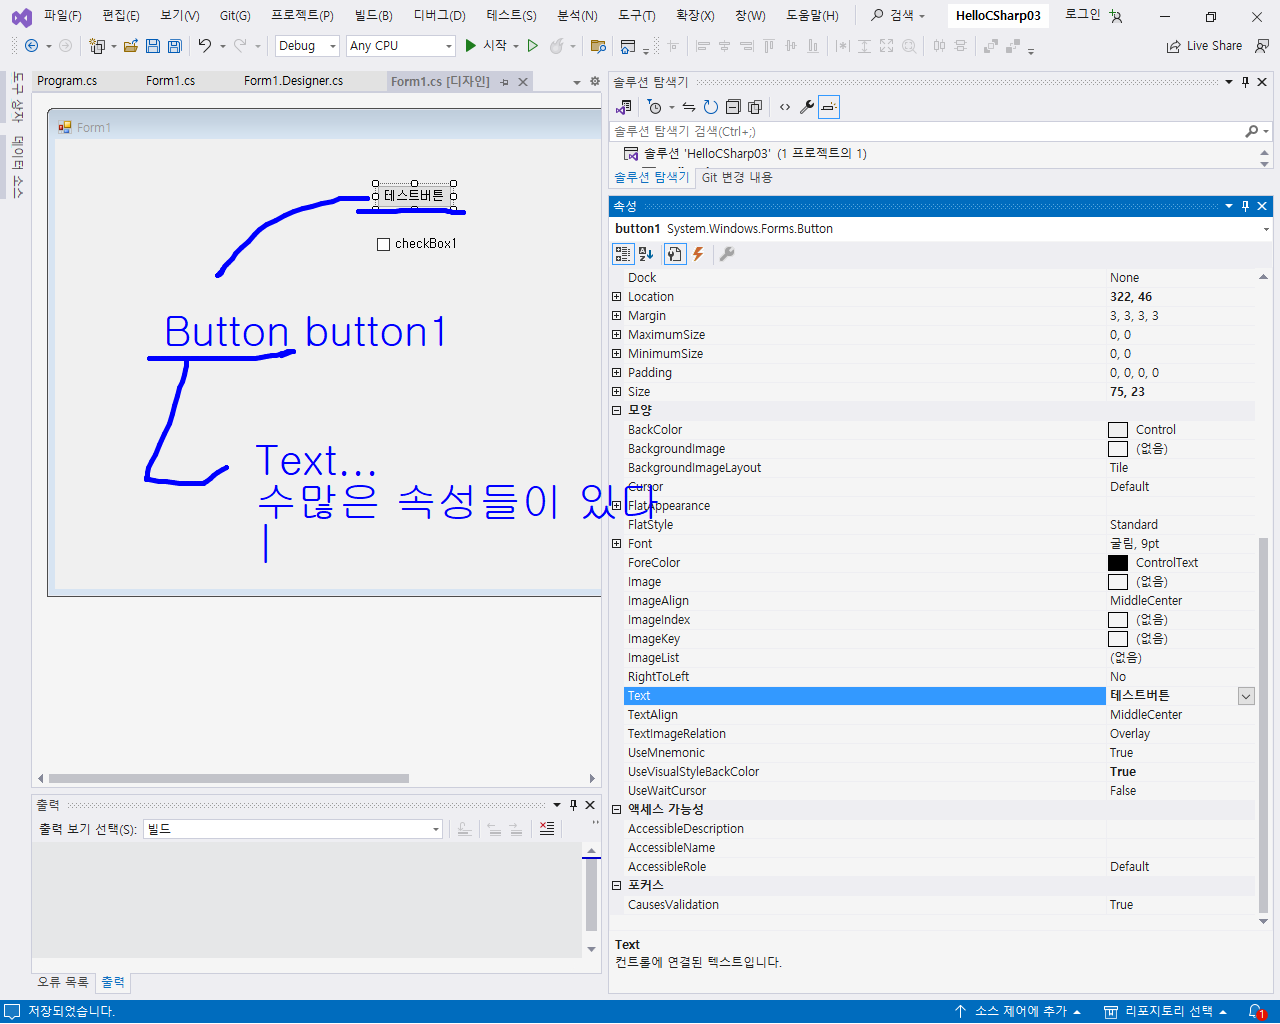 파일(F) 편집(E) 보기(V) Git(G) 프로젝트(P) 빌드(B) 디버그(D) 테스트(S) 분석(N) 도구(T) 확장(X) 창(W) 도움말(H) 검색 HelloCSharp03 로그인
Debug Any CPU 시작 Live Share
도구 상자
데이터 소스
Program.cs Form1.cs Form1.Designer.cs Form1.cs [디자인]
Form1
테스트버튼
checkBox1
Button button1
Text...
수많은 속성들이 있다
출력
출력 보기 선택(S): 빌드
오류 목록 출력
솔루션 탐색기
솔루션 탐색기 검색(Ctrl+;)
솔루션 'HelloCSharp03' (1 프로젝트의 1)
솔루션 탐색기 Git 변경 내용
속성
button1 System.Windows.Forms.Button
Dock None
Location 322, 46
Margin 3, 3, 3, 3
MaximumSize 0, 0
MinimumSize 0, 0
Padding 0, 0, 0, 0
Size 75, 23
모양
BackColor Control
BackgroundImage (없음)
BackgroundImageLayout Tile
Cursor Default
FlatAppearance
FlatStyle Standard
Font 굴림, 9pt
ForeColor ControlText
Image (없음)
ImageAlign MiddleCenter
ImageIndex (없음)
ImageKey (없음)
ImageList (없음)
RightToLeft No
Text 테스트버튼
TextAlign MiddleCenter
TextImageRelation Overlay
UseMnemonic True
UseVisualStyleBackColor True
UseWaitCursor False
액세스 가능성
AccessibleDescription
AccessibleName
AccessibleRole Default
포커스
CausesValidation True
Text
컨트롤에 연결된 텍스트입니다.
저장되었습니다. 소스 제어에 추가 리포지토리 선택 1